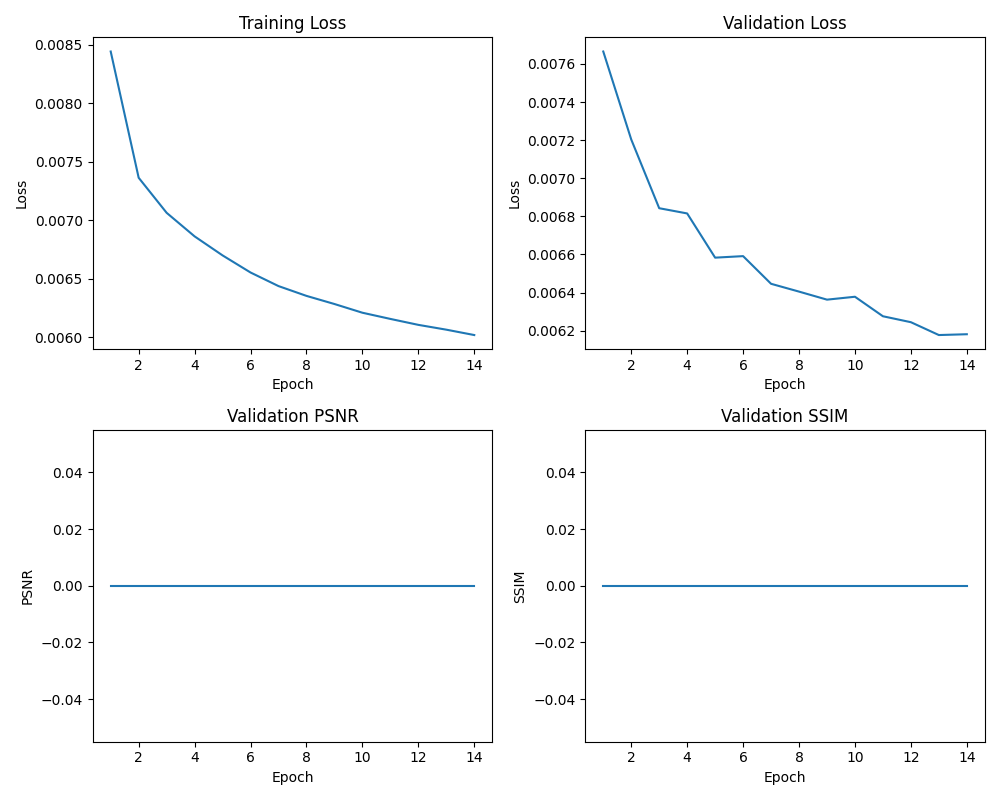 Training Loss
0.0085
0.0080
0.0075
0.0070
0.0065
0.0060
Loss
2 4 6 8 10 12 14
Epoch
Validation Loss
0.0076
0.0074
0.0072
0.0070
0.0068
0.0066
0.0064
0.0062
Loss
2 4 6 8 10 12 14
Epoch
Validation PSNR
0.04
0.02
0.00
−0.02
−0.04
PSNR
2 4 6 8 10 12 14
Epoch
Validation SSIM
0.04
0.02
0.00
−0.02
−0.04
SSIM
2 4 6 8 10 12 14
Epoch